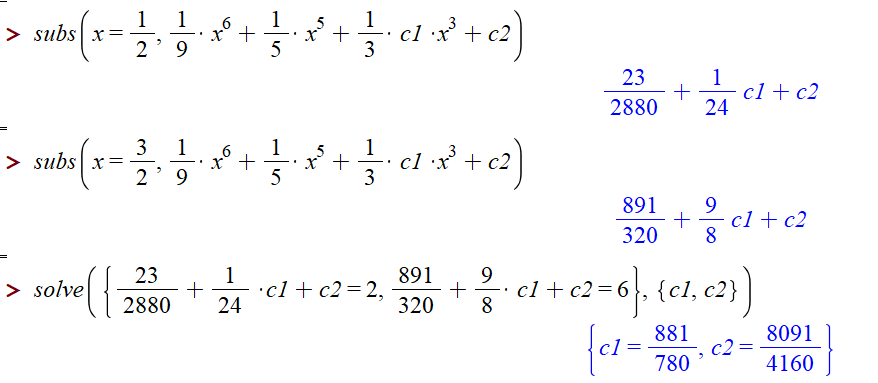 > subs(x = 1/2, 1/9 · x^6 + 1/5 · x^5 + 1/3 · c1 · x^3 + c2)
23/2880 + 1/24 c1 + c2
> subs(x = 3/2, 1/9 · x^6 + 1/5 · x^5 + 1/3 · c1 · x^3 + c2)
891/320 + 9/8 c1 + c2
> solve({23/2880 + 1/24 · c1 + c2 = 2, 891/320 + 9/8 · c1 + c2 = 6}, {c1, c2})
{c1 = 881/780, c2 = 8091/4160}